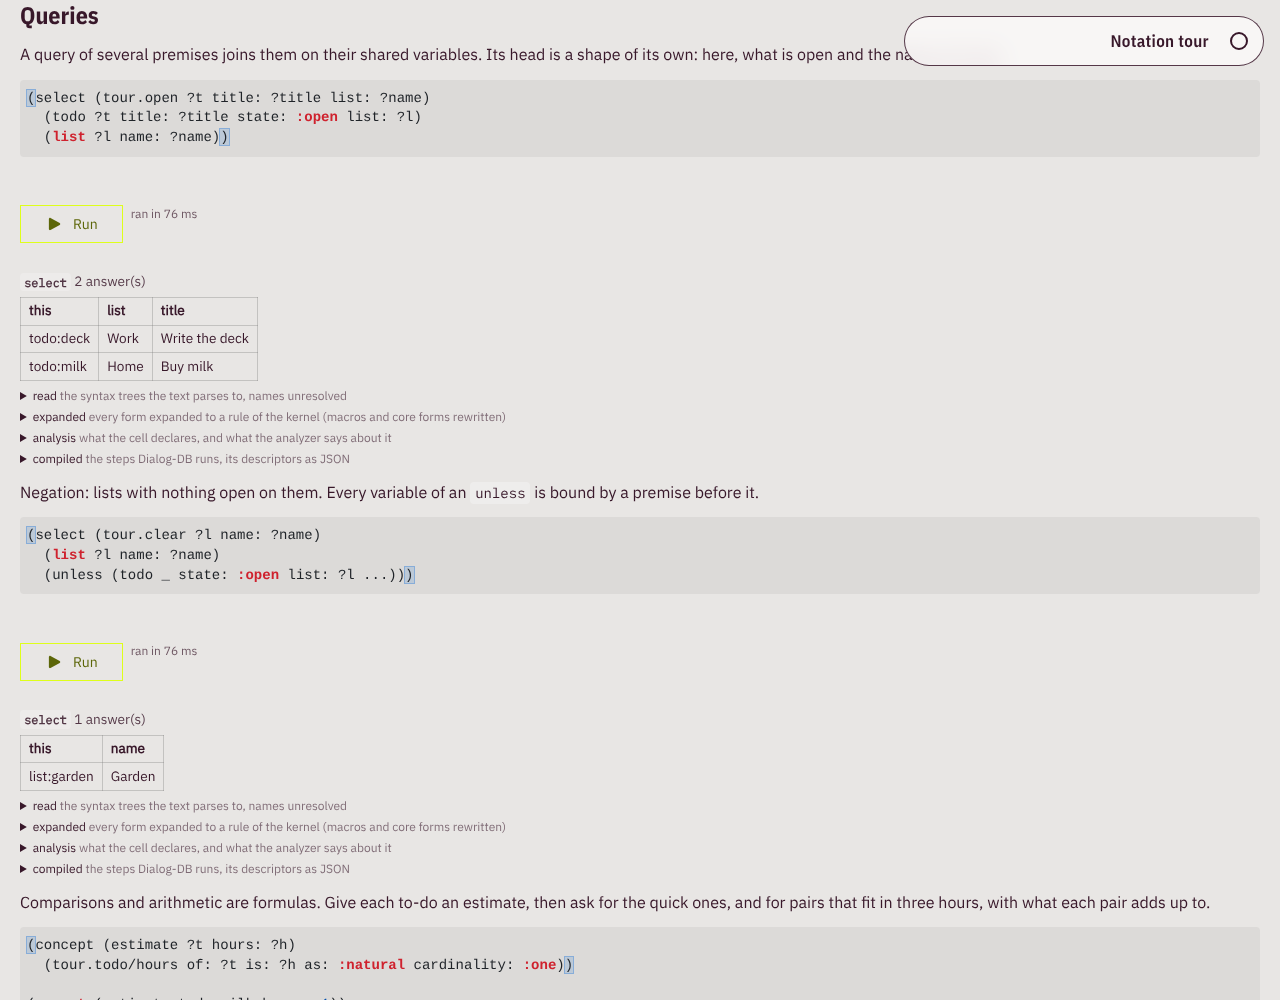 Queries
Notation tour
A query of several premises joins them on their shared variables. Its head is a shape of its own: here, what is open and the
(select (tour.open ?t title: ?title list: ?name)
(todo ?t title: ?title state: :open list: ?l)
(list ?l name: ?name))
Run
ran in 76 ms
select 2 answer(s)
this list title
todo:deck Work Write the deck
todo:milk Home Buy milk
read the syntax trees the text parses to, names unresolved
expanded every form expanded to a rule of the kernel (macros and core forms rewritten)
analysis what the cell declares, and what the analyzer says about it
compiled the steps Dialog-DB runs, its descriptors as JSON
Negation: lists with nothing open on them. Every variable of an unless is bound by a premise before it.
(select (tour.clear ?l name: ?name)
(list ?l name: ?name)
(unless (todo _ state: :open list: ?l ...)))
Run
ran in 76 ms
select 1 answer(s)
this name
list:garden Garden
read the syntax trees the text parses to, names unresolved
expanded every form expanded to a rule of the kernel (macros and core forms rewritten)
analysis what the cell declares, and what the analyzer says about it
compiled the steps Dialog-DB runs, its descriptors as JSON
Comparisons and arithmetic are formulas. Give each to-do an estimate, then ask for the quick ones, and for pairs that fit in three hours, with what each pair adds up to.
(concept (estimate ?t hours: ?h)
(tour.todo/hours of: ?t is: ?h as: :natural cardinality: :one))